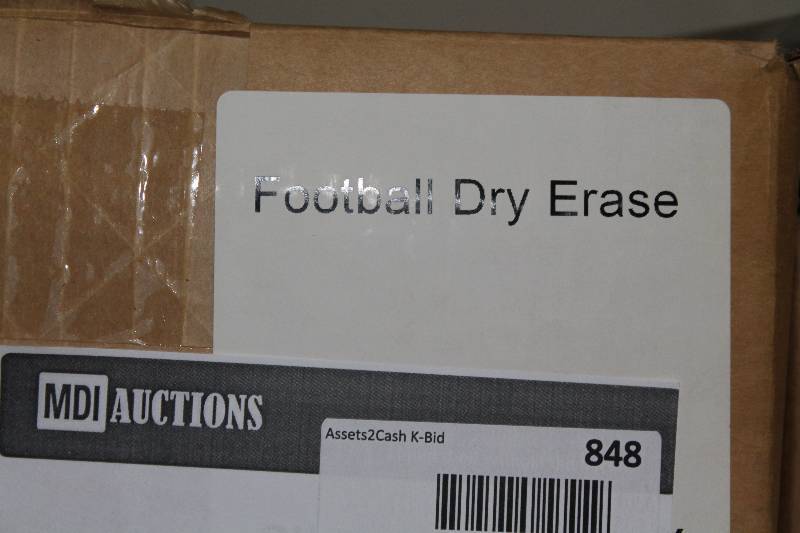 Football Dry Erase
MDI AUCTIONS
Assets2Cash K-Bid
848